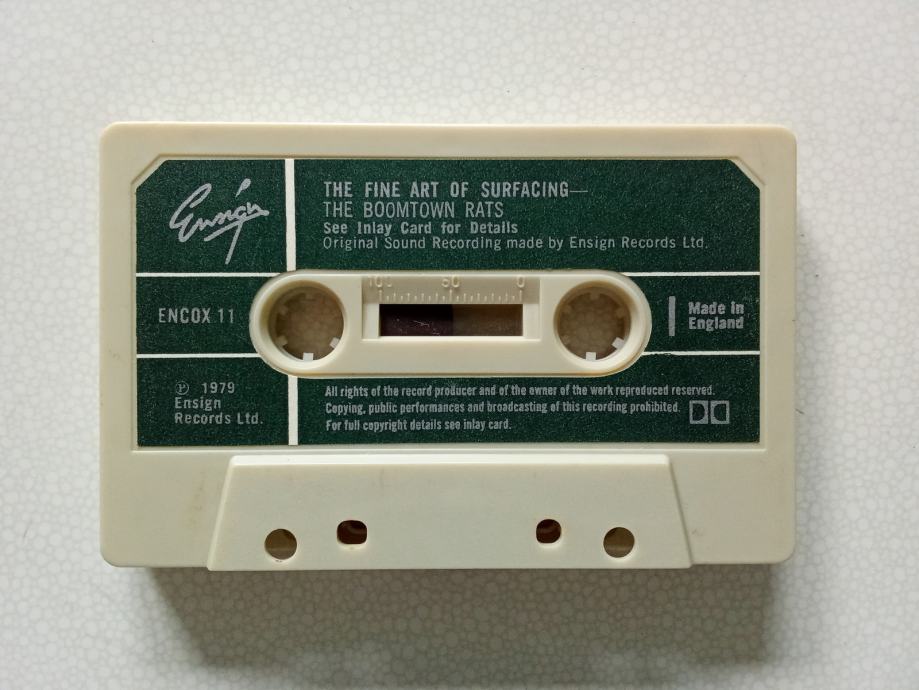 Ensign
THE FINE ART OF SURFACING—
THE BOOMTOWN RATS
See Inlay Card for Details
Original Sound Recording made by Ensign Records Ltd.
100 50 0
ENCOX 11
Made in
England
℗ 1979
Ensign
Records Ltd.
All rights of the record producer and of the owner of the work reproduced reserved.
Copying, public performances and broadcasting of this recording prohibited.
For full copyright details see inlay card.